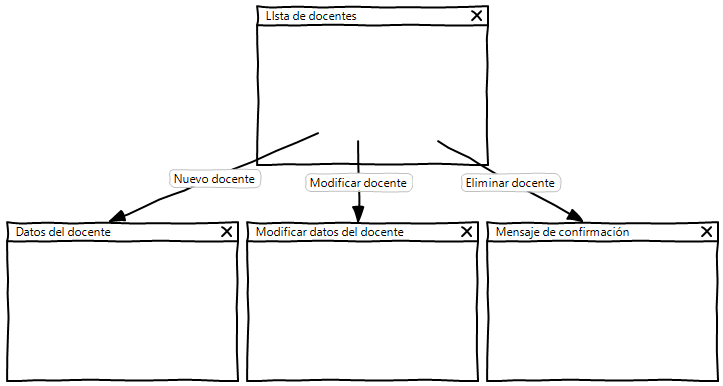 LIsta de docentes
Nuevo docente
Modificar docente
Eliminar docente
Datos del docente
Modificar datos del docente
Mensaje de confirmación